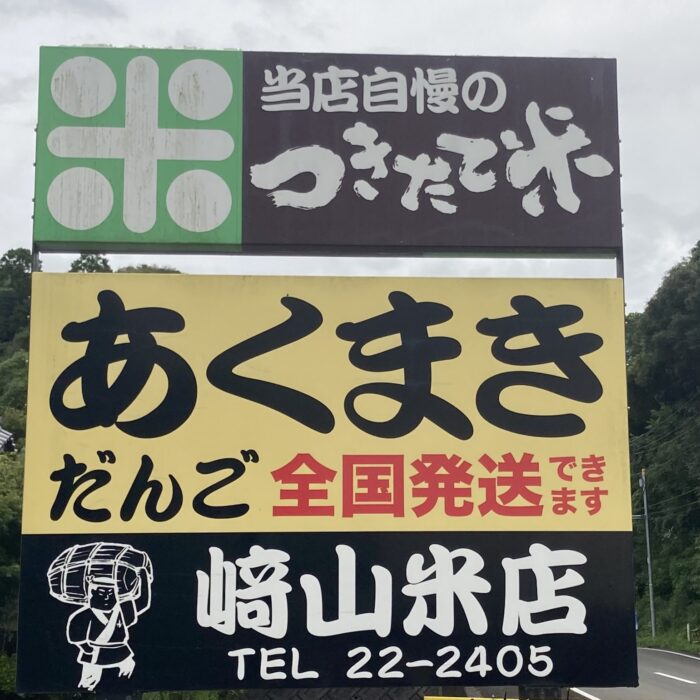 米
当店自慢の
つきたて米
あくまき
だんご 全国発送できます
﨑山米店
TEL 22-2405